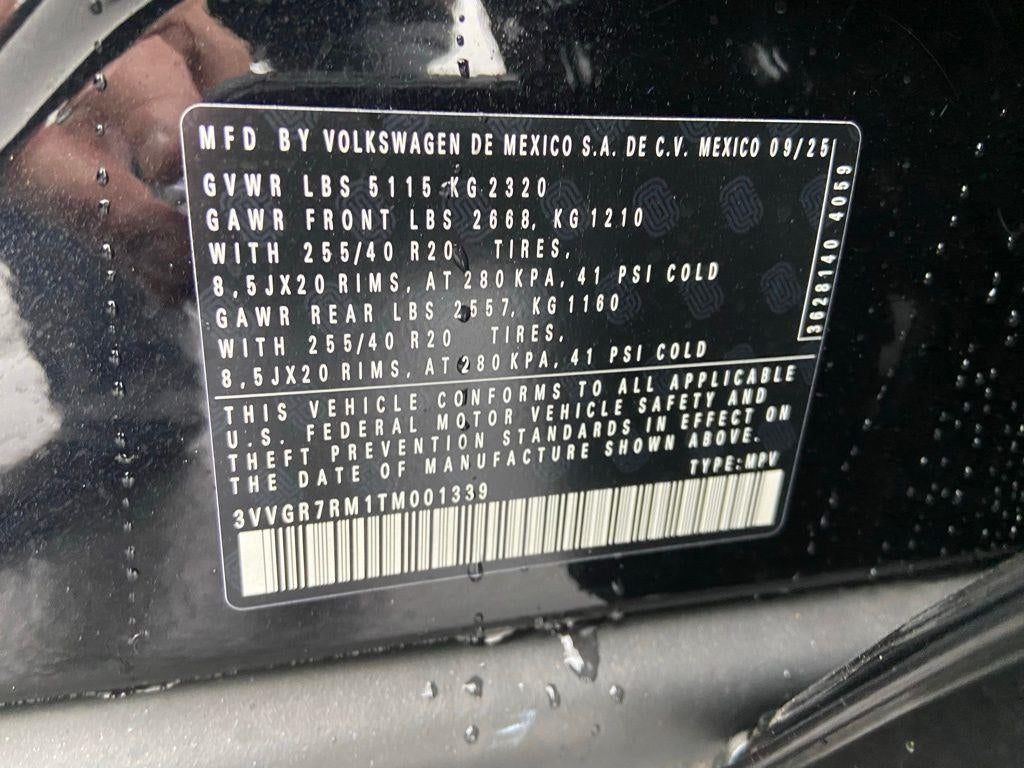 MFD BY VOLKSWAGEN DE MEXICO S.A. DE C.V. MEXICO 09/25
GVWR LBS 5115 KG 2320
GAWR FRONT LBS 2668, KG 1210
WITH 255/40 R20 TIRES,
8,5JX20 RIMS, AT 280 KPA, 41 PSI COLD
GAWR REAR LBS 2557, KG 1160
WITH 255/40 R20 TIRES,
8,5JX20 RIMS, AT 280 KPA, 41 PSI COLD
3628140 4059
THIS VEHICLE CONFORMS TO ALL APPLICABLE
U.S. FEDERAL MOTOR VEHICLE SAFETY AND
THEFT PREVENTION STANDARDS IN EFFECT ON
THE DATE OF MANUFACTURE SHOWN ABOVE.
3VVGR7RM1TM001339 TYPE:MPV